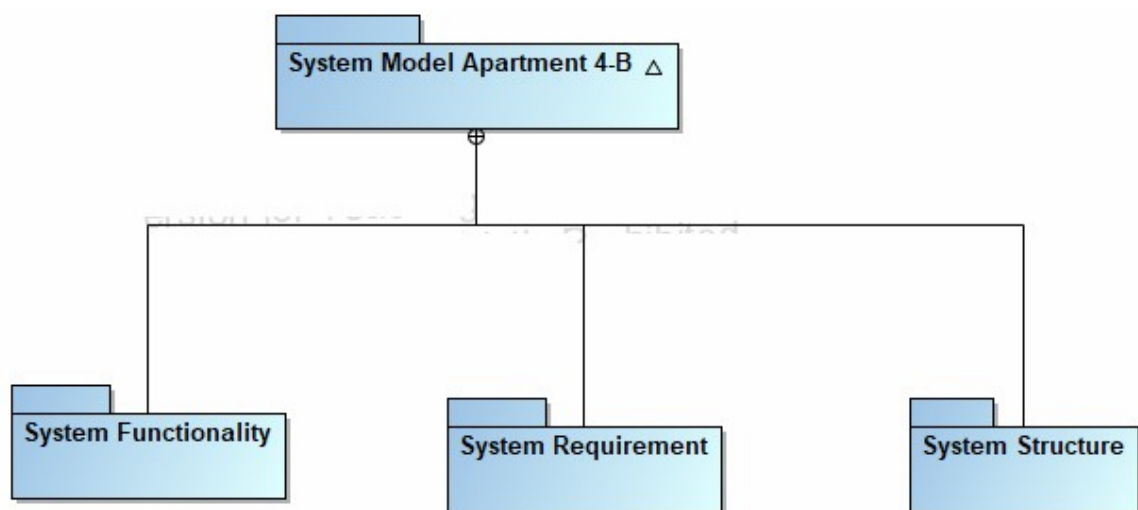 System Model Apartment 4-B
System Functionality
System Requirement
System Structure